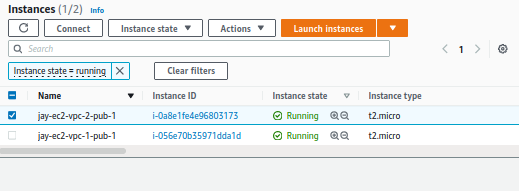 Instances (1/2) Info
Connect Instance state Actions Launch instances
Search
1
Instance state = running Clear filters
Name Instance ID Instance state Instance type
jay-ec2-vpc-2-pub-1 i-0a8e1fe4e96803173 Running t2.micro
jay-ec2-vpc-1-pub-1 i-056e70b35971dda1d Running t2.micro